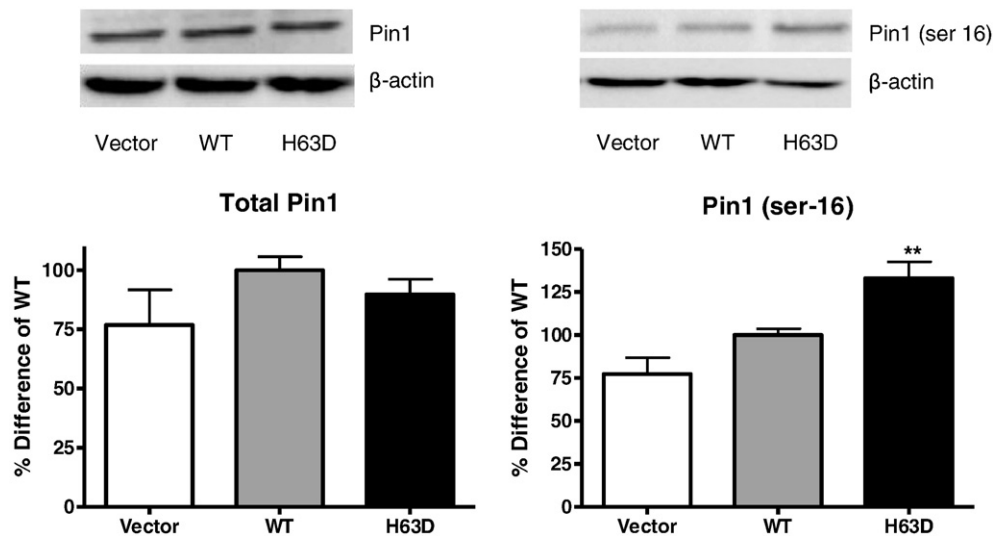 Pin1
β-actin
Vector WT H63D
Total Pin1
% Difference of WT
100
75
50
25
0
Vector WT H63D
Pin1 (ser 16)
β-actin
Vector WT H63D
Pin1 (ser-16)
% Difference of WT
150
125
100
75
50
25
0
**
Vector WT H63D